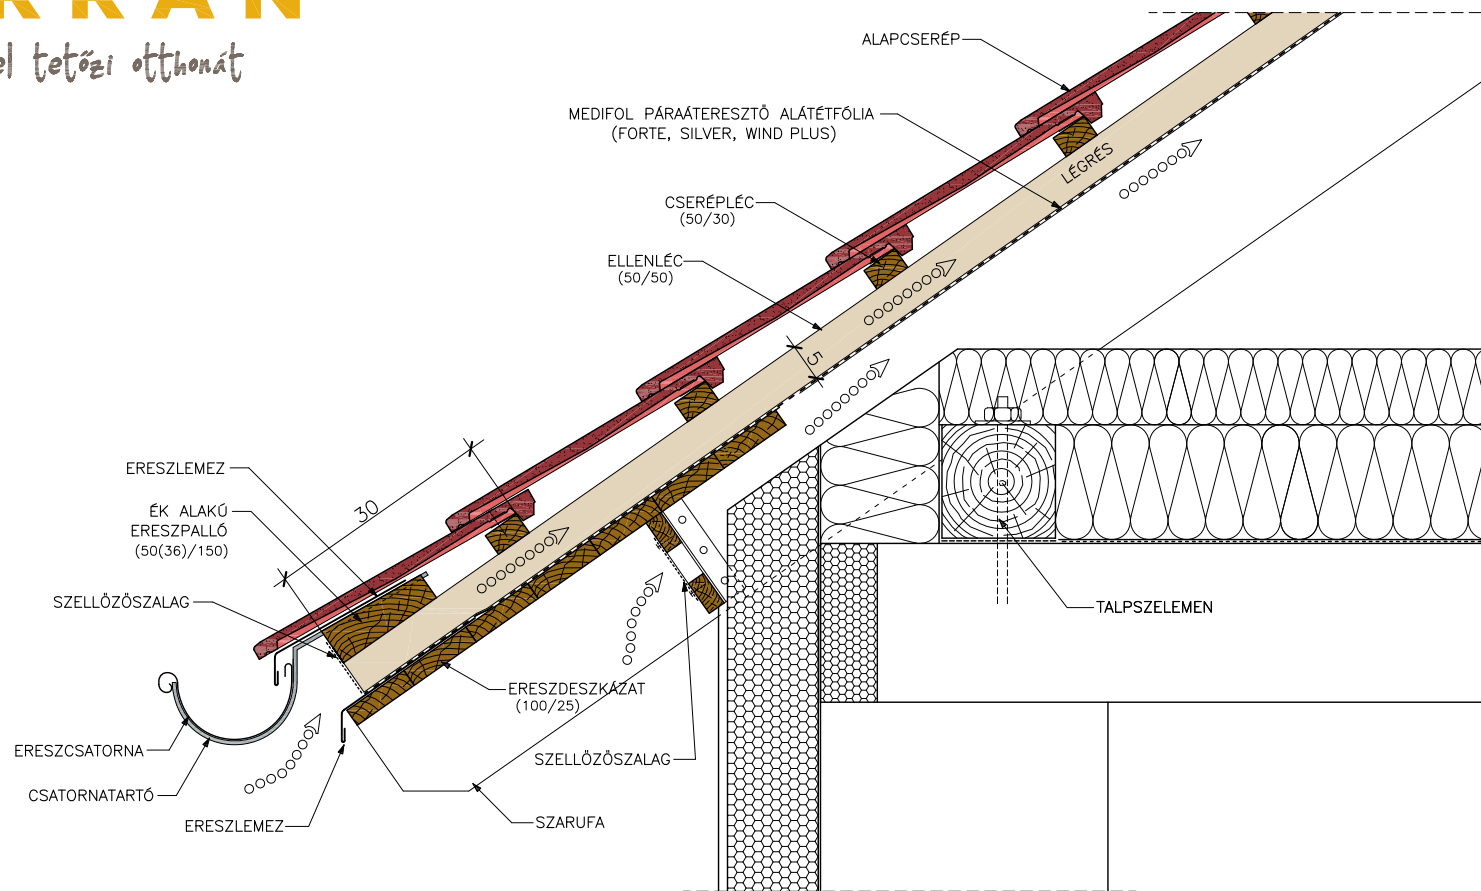 RRÁN
el tetőzi otthonát
ALAPCSERÉP
MEDIFOL PÁRAÁTERESZTŐ ALÁTÉTFÓLIA
(FORTE, SILVER, WIND PLUS)
LÉGRÉS
CSERÉPLÉC
(50/30)
ELLENLÉC
(50/50)
5
30
ERESZLEMEZ
ÉK ALAKÚ
ERESZPALLÓ
(50(36)/150)
SZELLŐZŐSZALAG
ERESZDESZKÁZAT
(100/25)
TALPSZELEMEN
ERESZCSATORNA
SZELLŐZŐSZALAG
CSATORNATARTÓ
ERESZLEMEZ
SZARUFA